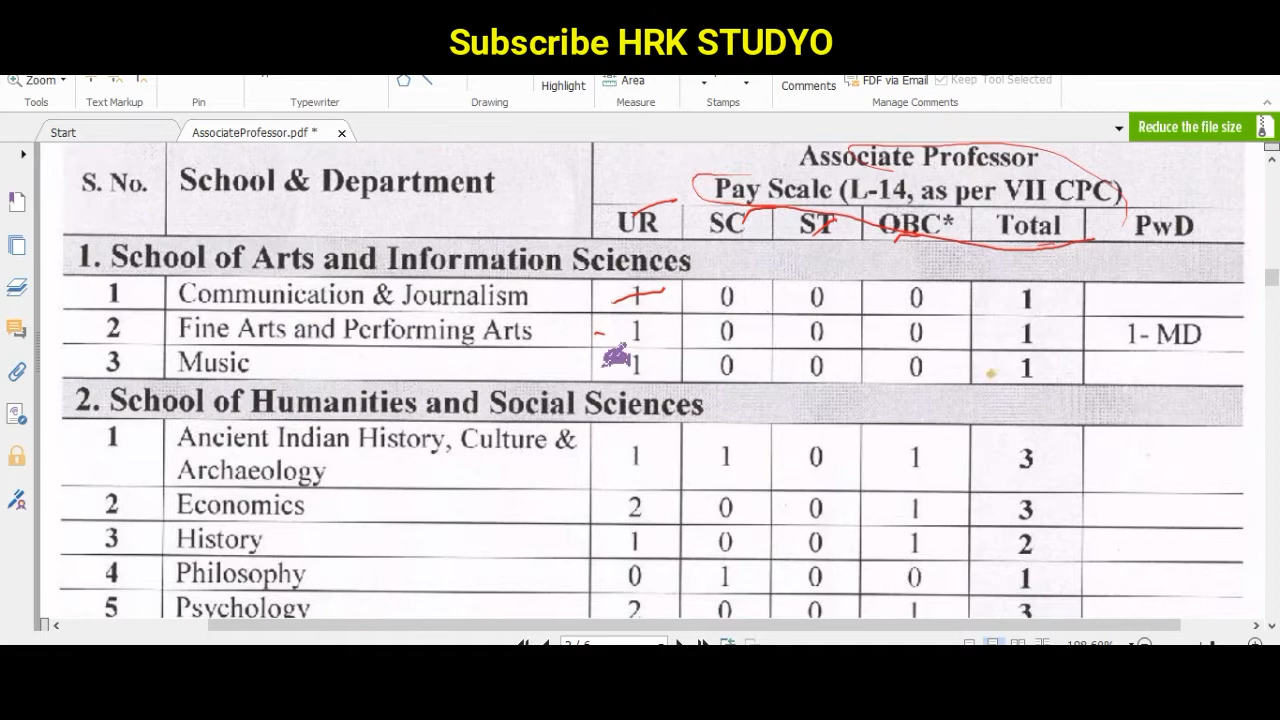 Subscribe HRK STUDYO
Zoom
Highlight
Area
Comments
FDF via Email
Keep Tool Selected
Tools
Text Markup
Pin
Typewriter
Drawing
Measure
Stamps
Manage Comments
Start
AssociateProfessor.pdf *
Reduce the file size
S. No. School & Department Associate Professor
Pay Scale (L-14, as per VII CPC)
UR SC ST OBC* Total PwD
1. School of Arts and Information Sciences
1 Communication & Journalism 1 0 0 0 1
2 Fine Arts and Performing Arts 1 0 0 0 1 1- MD
3 Music 1 0 0 0 1
2. School of Humanities and Social Sciences
1 Ancient Indian History, Culture &
Archaeology 1 1 0 1 3
2 Economics 2 0 0 1 3
3 History 1 0 0 1 2
4 Philosophy 0 1 0 0 1
5 Psychology 2 0 0 1 3